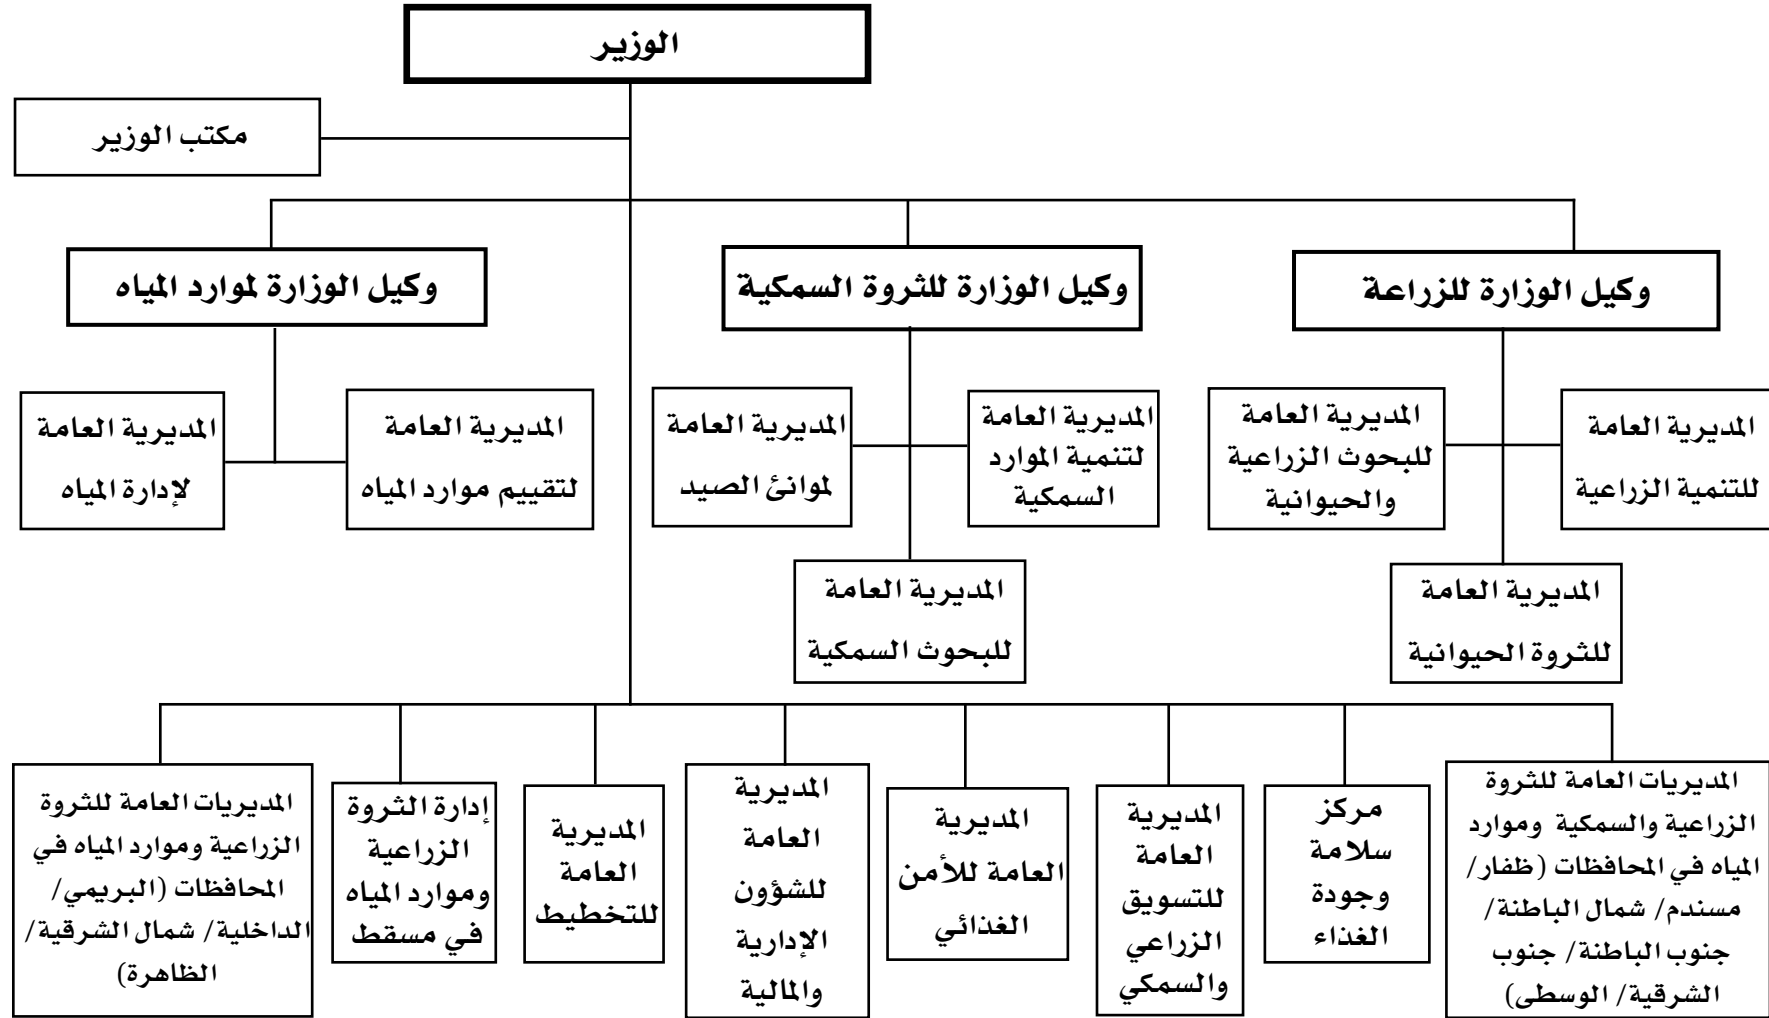 الوزير
مكتب الوزير
وكيل الوزارة للزراعة
وكيل الوزارة للثروة السمكية
وكيل الوزارة لموارد المياه
المديرية العامة
للتنمية الزراعية
المديرية العامة
للبحوث الزراعية
والحيوانية
المديرية العامة
للثروة الحيوانية
المديرية العامة
لتنمية الموارد
السمكية
المديرية العامة
لموانئ الصيد
المديرية العامة
للبحوث السمكية
المديرية العامة
لتقييم موارد المياه
المديرية العامة
لإدارة المياه
المديريات العامة للثروة
الزراعية والسمكية وموارد
المياه في المحافظات (ظفار/
مسندم/ شمال الباطنة/
جنوب الباطنة/ جنوب
الشرقية/ الوسطى)
مركز
سلامة
وجودة
الغذاء
المديرية
العامة
للتسويق
الزراعي
والسمكي
المديرية
العامة للأمن
الغذائي
المديرية
العامة
للشؤون
الإدارية
والمالية
المديرية
العامة
للتخطيط
إدارة الثروة
الزراعية
وموارد المياه
في مسقط
المديريات العامة للثروة
الزراعية وموارد المياه في
المحافظات (البريمي/
الداخلية/ شمال الشرقية/
الظاهرة)